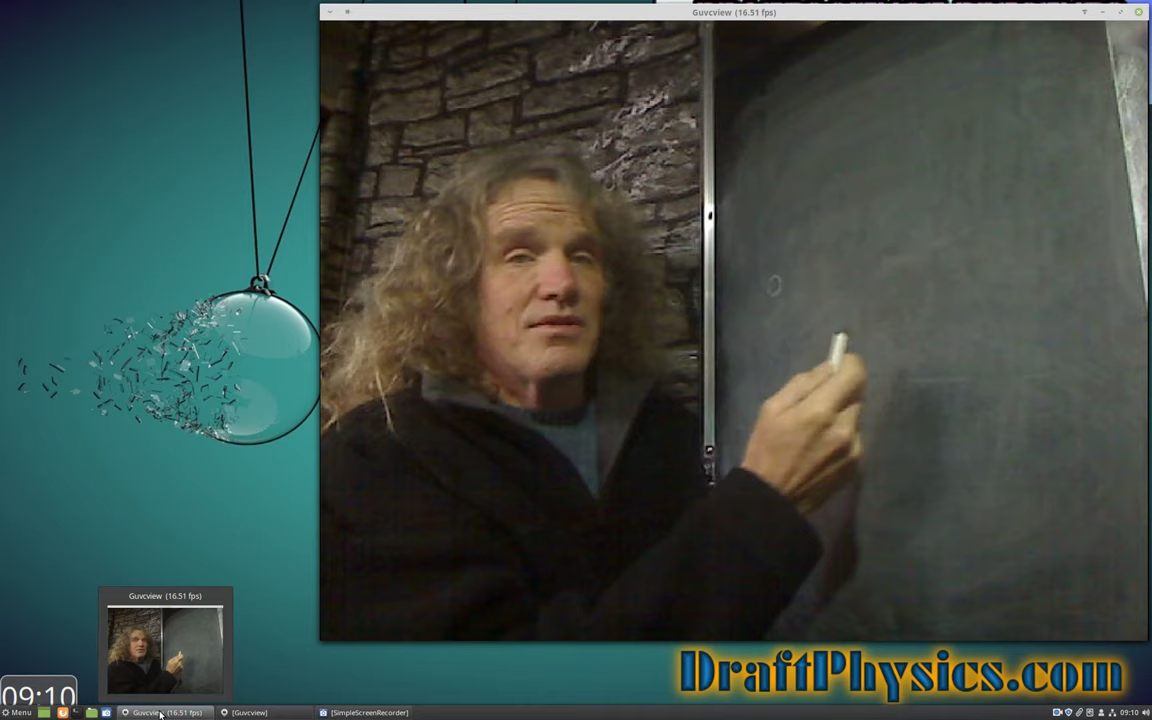 Guvcview (16.51 fps)
Guvcview (16.51 fps)
DraftPhysics.com
09:10
Menu
Guvcview (16.51 fps)
[Guvcview]
[SimpleScreenRecorder]
09:10